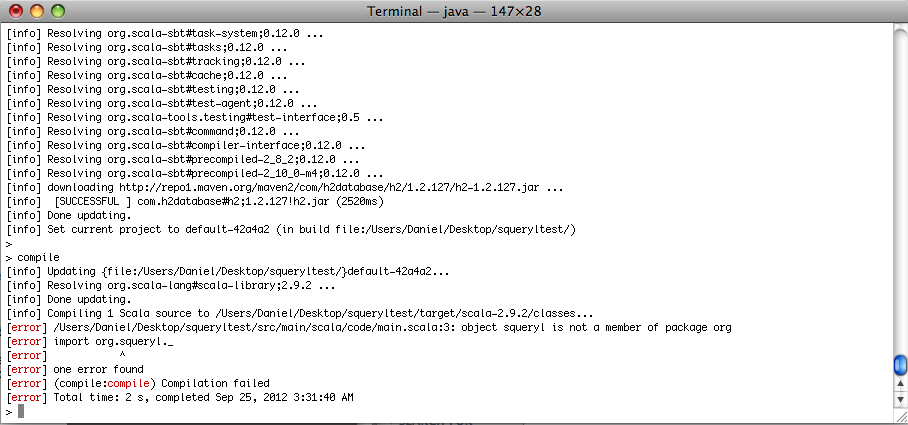 Terminal — java — 147×28
[info] Resolving org.scala-sbt#task-system;0.12.0 ...
[info] Resolving org.scala-sbt#tasks;0.12.0 ...
[info] Resolving org.scala-sbt#tracking;0.12.0 ...
[info] Resolving org.scala-sbt#cache;0.12.0 ...
[info] Resolving org.scala-sbt#testing;0.12.0 ...
[info] Resolving org.scala-sbt#test-agent;0.12.0 ...
[info] Resolving org.scala-tools.testing#test-interface;0.5 ...
[info] Resolving org.scala-sbt#command;0.12.0 ...
[info] Resolving org.scala-sbt#compiler-interface;0.12.0 ...
[info] Resolving org.scala-sbt#precompiled-2_8_2;0.12.0 ...
[info] Resolving org.scala-sbt#precompiled-2_10_0-m4;0.12.0 ...
[info] downloading http://repo1.maven.org/maven2/com/h2database/h2/1.2.127/h2-1.2.127.jar ...
[info]  [SUCCESSFUL ] com.h2database#h2;1.2.127!h2.jar (2520ms)
[info] Done updating.
[info] Set current project to default-42a4a2 (in build file:/Users/Daniel/Desktop/squeryltest/)
>
> compile
[info] Updating {file:/Users/Daniel/Desktop/squeryltest/}default-42a4a2...
[info] Resolving org.scala-lang#scala-library;2.9.2 ...
[info] Done updating.
[info] Compiling 1 Scala source to /Users/Daniel/Desktop/squeryltest/target/scala-2.9.2/classes...
[error] /Users/Daniel/Desktop/squeryltest/src/main/scala/code/main.scala:3: object squeryl is not a member of package org
[error] import org.squeryl._
[error]            ^
[error] one error found
[error] (compile:compile) Compilation failed
[error] Total time: 2 s, completed Sep 25, 2012 3:31:40 AM
>